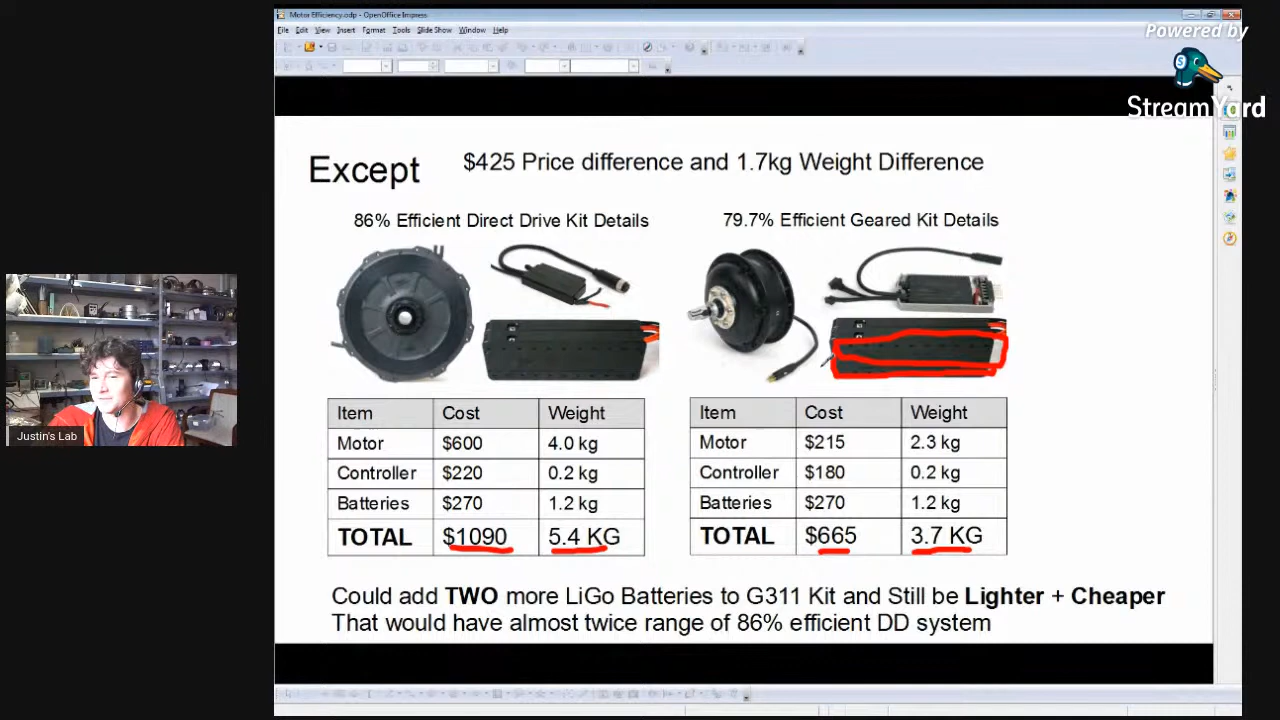 Motor Efficiency.odp - OpenOffice Impress
File Edit View Insert Format Tools Slide Show Window Help
Powered by
StreamYard
Except
$425 Price difference and 1.7kg Weight Difference
86% Efficient Direct Drive Kit Details
79.7% Efficient Geared Kit Details
Item Cost Weight
Motor $600 4.0 kg
Controller $220 0.2 kg
Batteries $270 1.2 kg
TOTAL $1090 5.4 KG
Item Cost Weight
Motor $215 2.3 kg
Controller $180 0.2 kg
Batteries $270 1.2 kg
TOTAL $665 3.7 KG
Could add TWO more LiGo Batteries to G311 Kit and Still be Lighter + Cheaper
That would have almost twice range of 86% efficient DD system
Justin's Lab